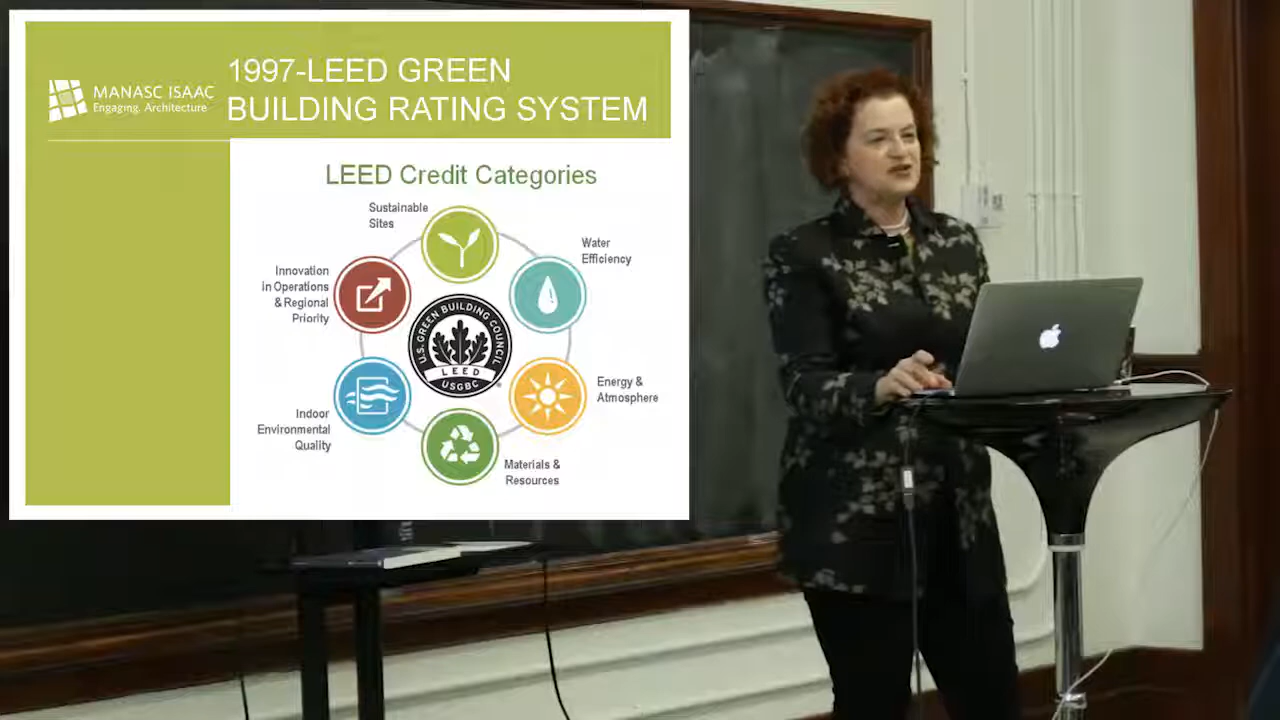 MANASC ISAAC
Engaging. Architecture
1997-LEED GREEN
BUILDING RATING SYSTEM
LEED Credit Categories
Sustainable
Sites
Water
Efficiency
Innovation
in Operations
& Regional
Priority
U.S. GREEN BUILDING COUNCIL
LEED
USGBC
Energy &
Atmosphere
Indoor
Environmental
Quality
Materials &
Resources